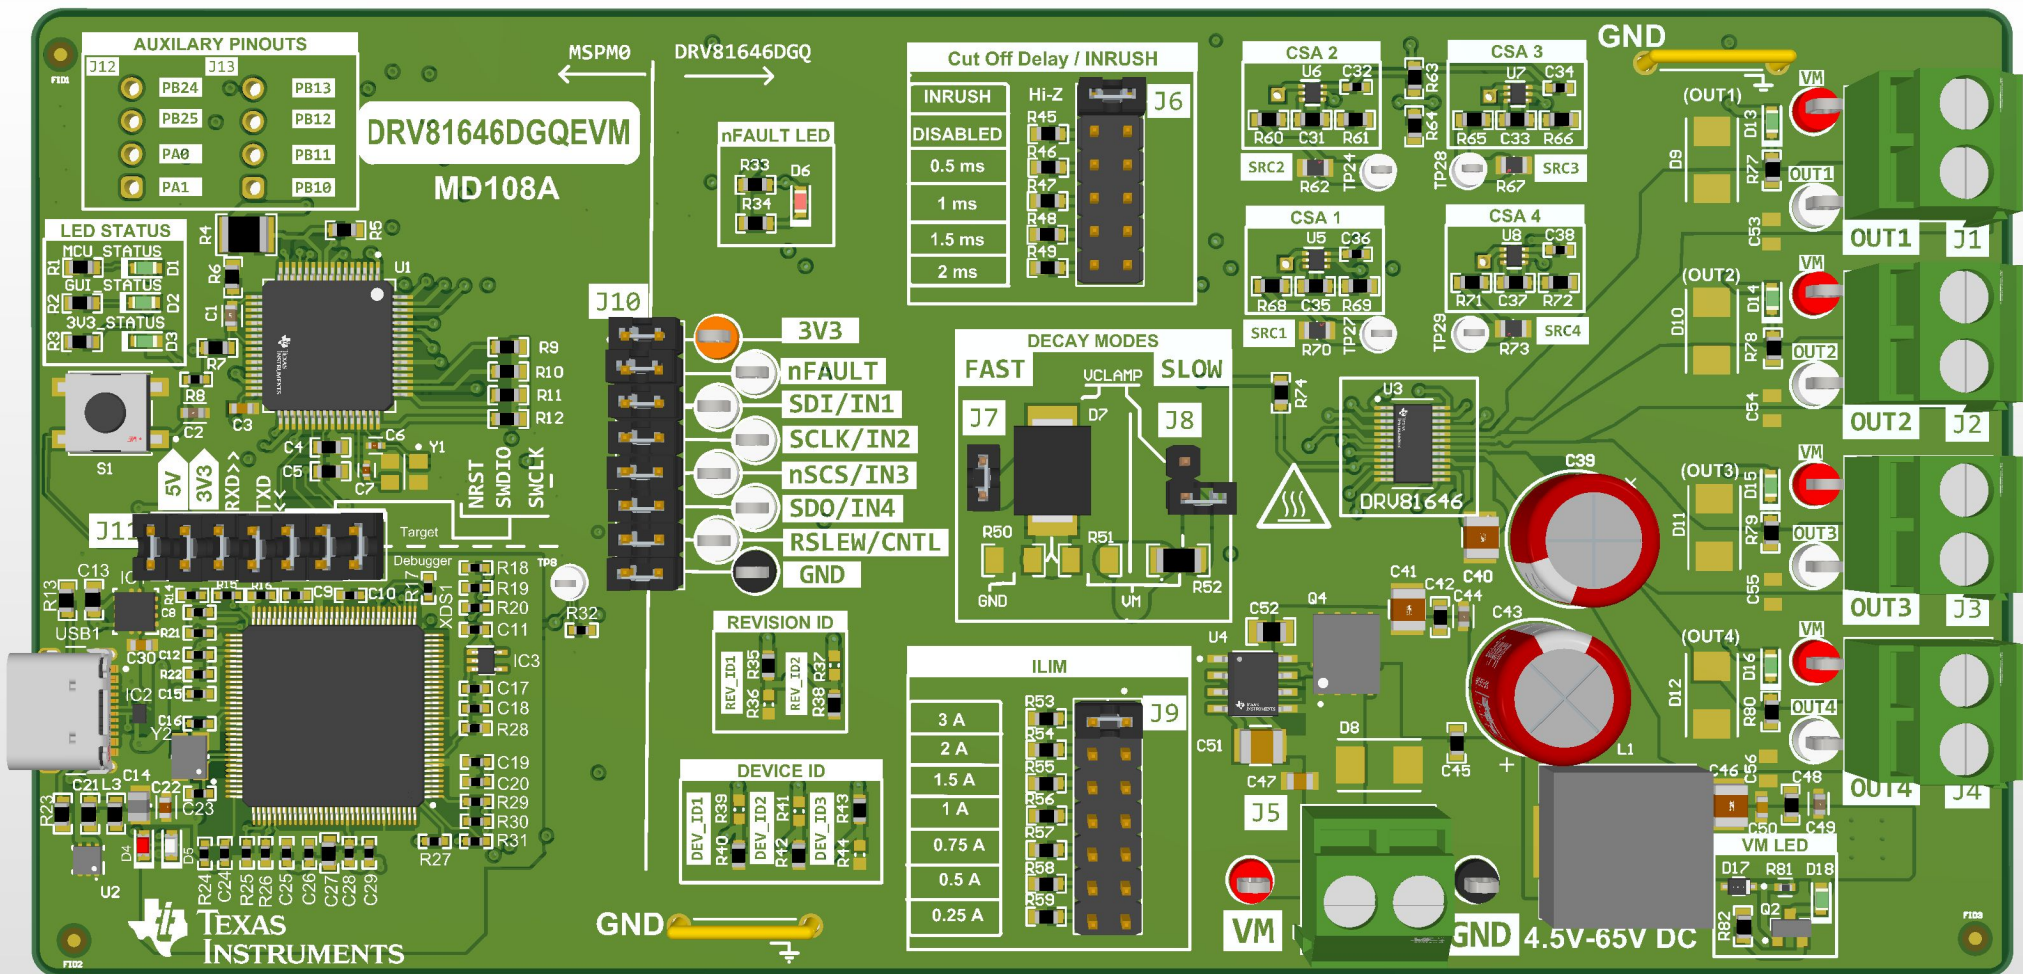 AUXILARY PINOUTS
J12
J13
PB24
PB13
PB25
PB12
PA0
PB11
PA1
PB10
FID1
MSPM0
DRV81646DGQ
DRV81646DGQEVM
MD108A
nFAULT LED
R33
D6
R34
LED STATUS
MCU_STATUS
R1
D1
GUI_STATUS
R2
D2
3V3_STATUS
R3
D3
R4
R5
R6
U1
C1
R7
R8
C2
C3
S1
TEXAS
INSTRUMENTS
R9
R10
R11
R12
C4
C5
C6
C7
Y1
5V
3V3
RXD>>
TXD
<<
NRST
SWDIO
SWCLK
J11
Target
Debugger
J10
3V3
nFAULT
SDI/IN1
SCLK/IN2
nSCS/IN3
SDO/IN4
RSLEW/CNTL
GND
TP8
R32
R13
C13
R15
R16
C9
C10
R17
XDS1
C8
R21
C12
R22
C15
C16
Y2
USB1
C30
IC2
R18
R19
R20
C11
IC3
C17
C18
R28
C19
C20
R29
R30
R31
R27
R23
C21
L3
C14
C22
C23
D4
D5
U2
R24
C24
R25
R26
C25
C26
C27
C28
C29
TEXAS
INSTRUMENTS
FID2
Cut Off Delay / INRUSH
INRUSH
Hi-Z
J6
DISABLED
R45
0.5 ms
R46
1 ms
R47
1.5 ms
R48
2 ms
R49
DECAY MODES
FAST
VCLAMP
SLOW
J7
D7
J8
R50
R51
R52
GND
VM
REVISION ID
REV_ID1
R35
R36
REV_ID2
R37
R38
DEVICE ID
DEV_ID1
R39
R40
DEV_ID2
R41
R42
DEV_ID3
R43
R44
GND
ILIM
J9
3 A
R53
2 A
R54
1.5 A
R55
1 A
R56
0.75 A
R57
0.5 A
R58
0.25 A
R59
CSA 2
U6
C32
R60
C31
R61
SRC2
R62
TP24
R63
R64
CSA 3
U7
C34
R65
C33
R66
TP28
R67
SRC3
CSA 1
U5
C36
R68
C35
R69
SRC1
R70
TP27
CSA 4
U8
C38
R71
C37
R72
TP29
R73
SRC4
R74
U3
DRV81646
C39
C40
C41
C42
C44
C43
Q4
C52
U4
TEXAS
INSTRUMENTS
C51
C47
D8
C45
+
L1
J5
VM
GND
4.5V-65V DC
C46
C50
C48
C49
VM LED
D17
R81
D18
R82
Q2
FID3
GND
(OUT1)
D9
D13
R77
VM
OUT1
C53
OUT1
J1
(OUT2)
D10
D14
R78
VM
OUT2
C54
OUT2
J2
(OUT3)
D11
D15
R79
VM
OUT3
C55
OUT3
J3
(OUT4)
D12
D16
R80
VM
OUT4
C56
OUT4
J4